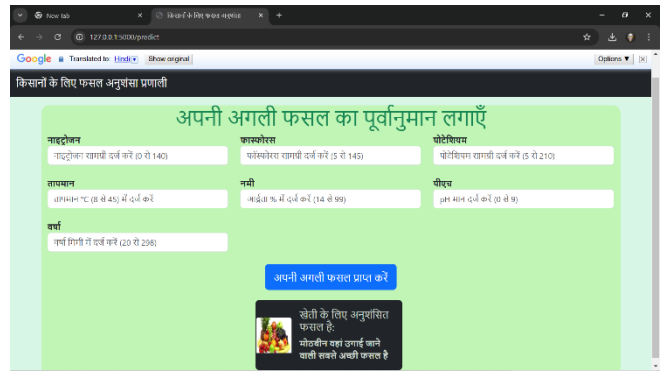 New tab
किसानों के लिए फसल अनुशंसा
127.0.0.1:5000/predict
Google Translated to: Hindi Show original Options
किसानों के लिए फसल अनुशंसा प्रणाली
अपनी अगली फसल का पूर्वानुमान लगाएँ
नाइट्रोजन फास्फोरस पोटेशियम
नाइट्रोजन सामग्री दर्ज करें (0 से 140) फॉस्फोरस सामग्री दर्ज करें (5 से 145) पोटेशियम सामग्री दर्ज करें (5 से 210)
तापमान नमी पीएच
तापमान °C (8 से 45) में दर्ज करें आर्द्रता % में दर्ज करें (14 से 99) pH मान दर्ज करें (0 से 9)
वर्षा
वर्षा मिमी में दर्ज करें (20 से 298)
अपनी अगली फसल प्राप्त करें
खेती के लिए अनुशंसित
फसल है:
मोठबीन वहां उगाई जाने
वाली सबसे अच्छी फसल है